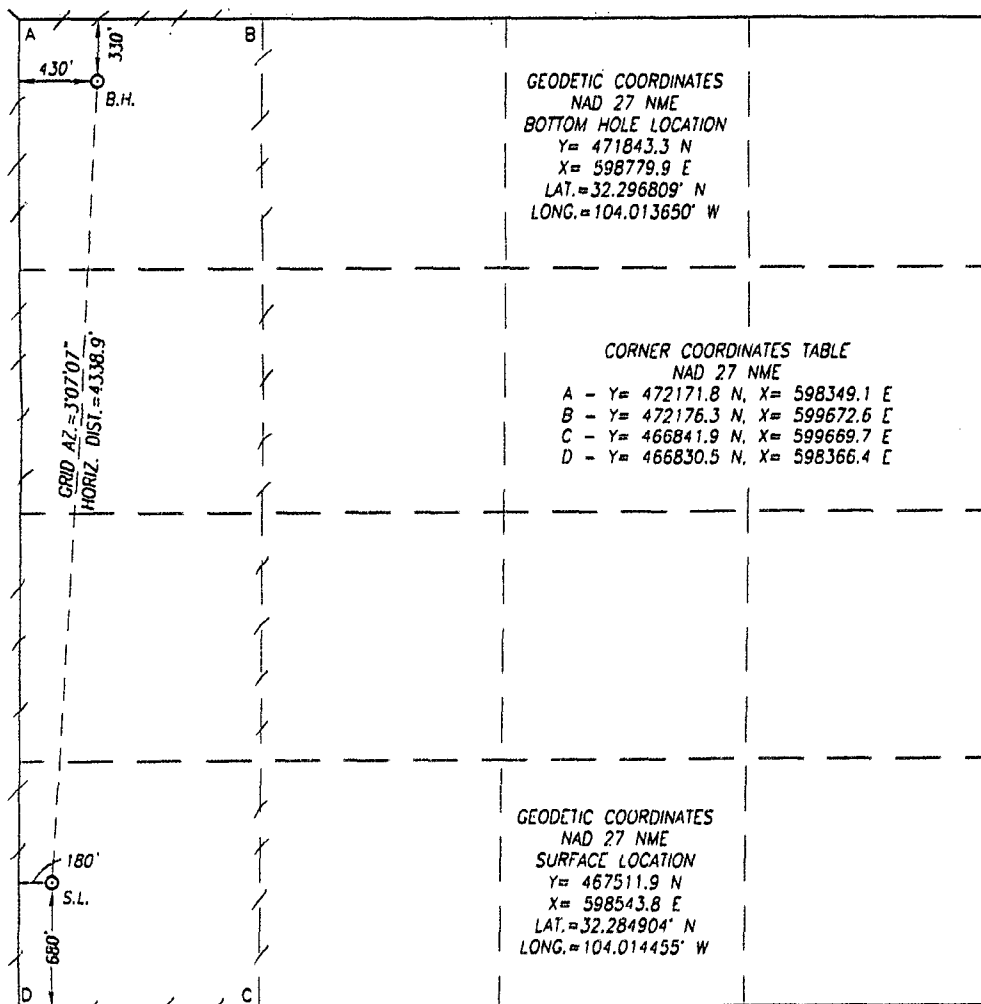 A
B
330'
430'
B.H.
GEODETIC COORDINATES
NAD 27 NME
BOTTOM HOLE LOCATION
Y= 471843.3 N
X= 598779.9 E
LAT.=32.296809° N
LONG.=104.013650° W
GRID AZ.=3°07'07"
HORIZ. DIST.=4338.9'
CORNER COORDINATES TABLE
NAD 27 NME
A - Y= 472171.8 N, X= 598349.1 E
B - Y= 472176.3 N, X= 599672.6 E
C - Y= 466841.9 N, X= 599669.7 E
D - Y= 466830.5 N, X= 598366.4 E
180'
S.L.
680'
GEODETIC COORDINATES
NAD 27 NME
SURFACE LOCATION
Y= 467511.9 N
X= 598543.8 E
LAT.=32.284904° N
LONG.=104.014455° W
D
C